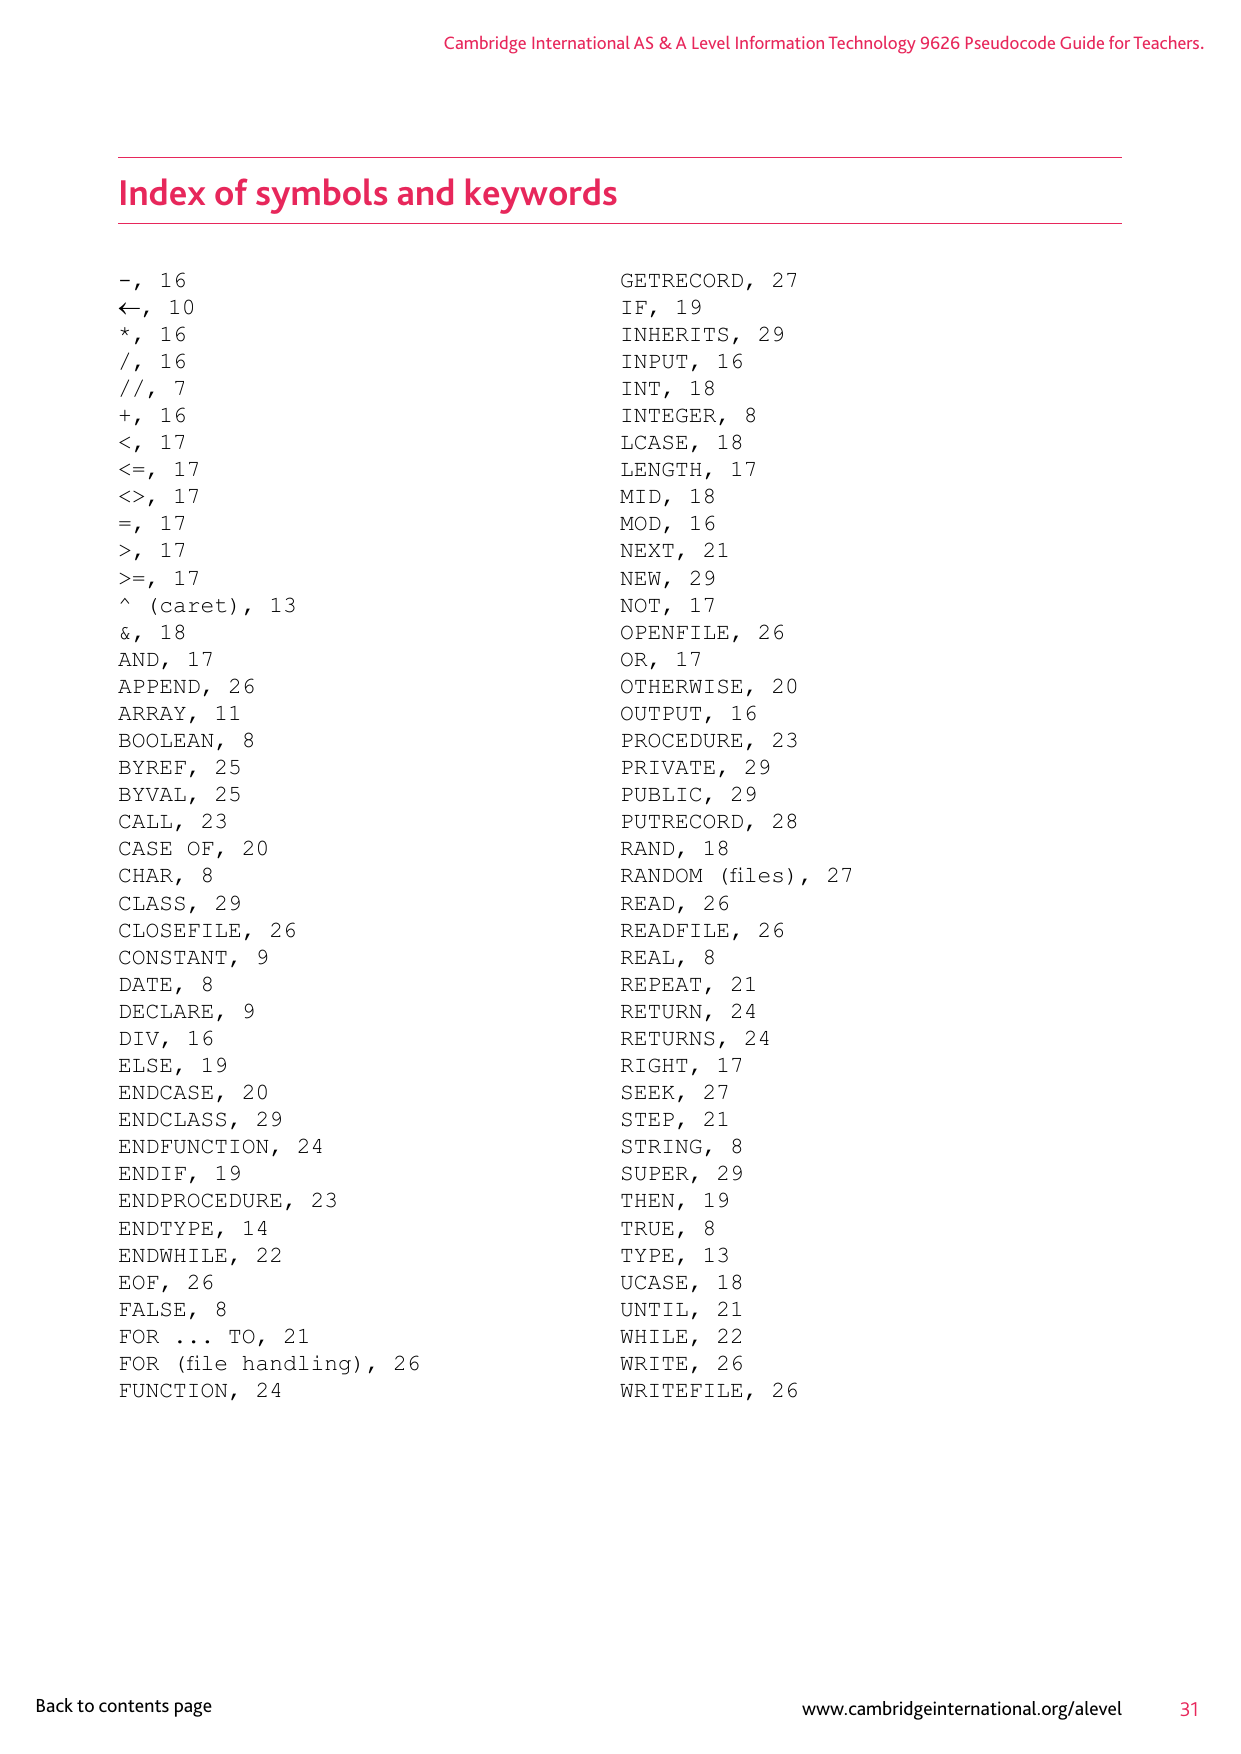 Cambridge International AS & A Level Information Technology 9626 Pseudocode Guide for Teachers.
Index of symbols and keywords
-, 16
←, 10
*, 16
/, 16
//, 7
+, 16
<, 17
<=, 17
<>, 17
=, 17
>, 17
>=, 17
^ (caret), 13
&, 18
AND, 17
APPEND, 26
ARRAY, 11
BOOLEAN, 8
BYREF, 25
BYVAL, 25
CALL, 23
CASE OF, 20
CHAR, 8
CLASS, 29
CLOSEFILE, 26
CONSTANT, 9
DATE, 8
DECLARE, 9
DIV, 16
ELSE, 19
ENDCASE, 20
ENDCLASS, 29
ENDFUNCTION, 24
ENDIF, 19
ENDPROCEDURE, 23
ENDTYPE, 14
ENDWHILE, 22
EOF, 26
FALSE, 8
FOR ... TO, 21
FOR (file handling), 26
FUNCTION, 24
GETRECORD, 27
IF, 19
INHERITS, 29
INPUT, 16
INT, 18
INTEGER, 8
LCASE, 18
LENGTH, 17
MID, 18
MOD, 16
NEXT, 21
NEW, 29
NOT, 17
OPENFILE, 26
OR, 17
OTHERWISE, 20
OUTPUT, 16
PROCEDURE, 23
PRIVATE, 29
PUBLIC, 29
PUTRECORD, 28
RAND, 18
RANDOM (files), 27
READ, 26
READFILE, 26
REAL, 8
REPEAT, 21
RETURN, 24
RETURNS, 24
RIGHT, 17
SEEK, 27
STEP, 21
STRING, 8
SUPER, 29
THEN, 19
TRUE, 8
TYPE, 13
UCASE, 18
UNTIL, 21
WHILE, 22
WRITE, 26
WRITEFILE, 26
Back to contents page
www.cambridgeinternational.org/alevel 31